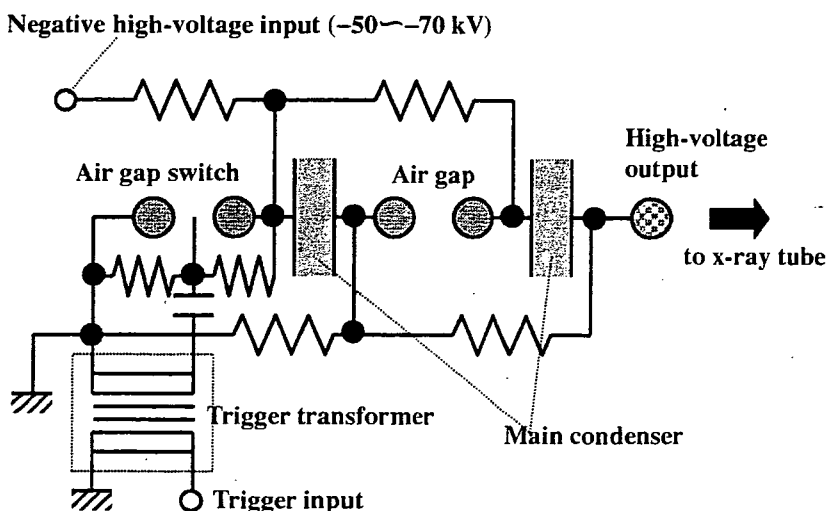 Negative high-voltage input (−50∼−70 kV)
High-voltage
output
Air gap switch
Air gap
to x-ray tube
Trigger transformer
Main condenser
Trigger input